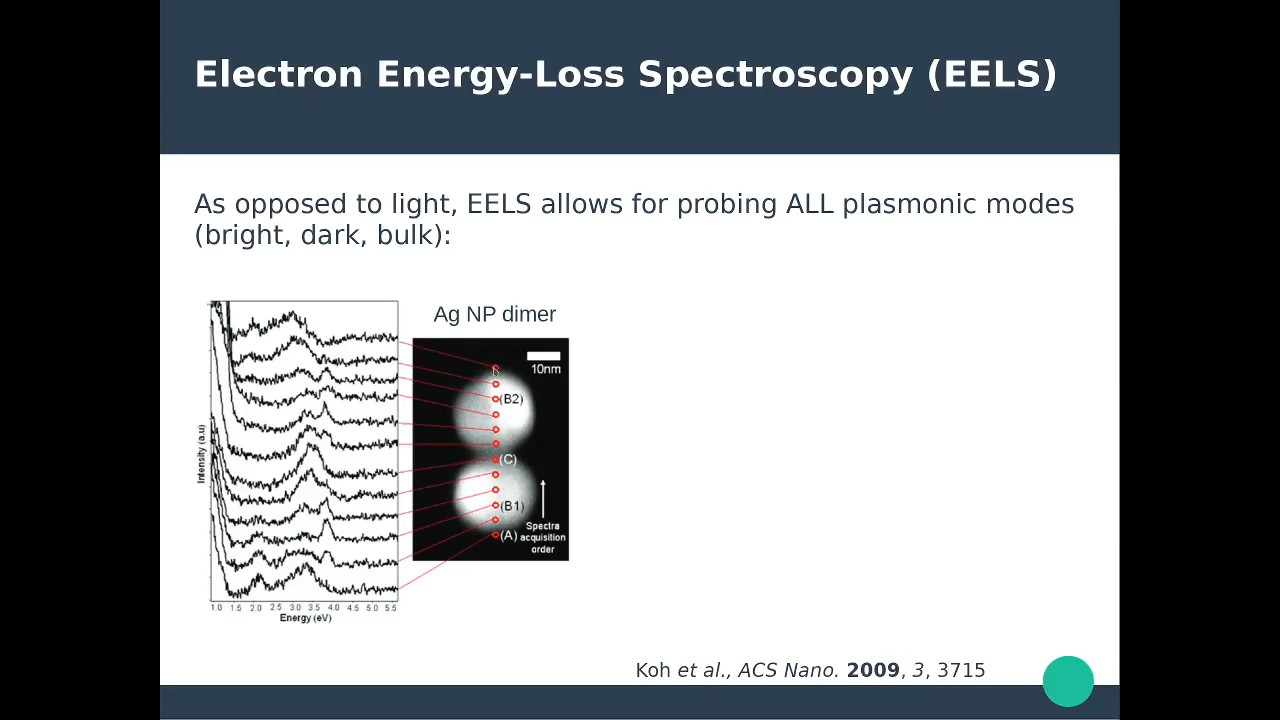 Electron Energy-Loss Spectroscopy (EELS)
As opposed to light, EELS allows for probing ALL plasmonic modes
(bright, dark, bulk):
Ag NP dimer
10nm
(B2)
(C)
(B1)
(A)
Spectra
acquisition
order
Intensity (a.u)
1.0 1.5 2.0 2.5 3.0 3.5 4.0 4.5 5.0 5.5
Energy (eV)
Koh et al., ACS Nano. 2009, 3, 3715